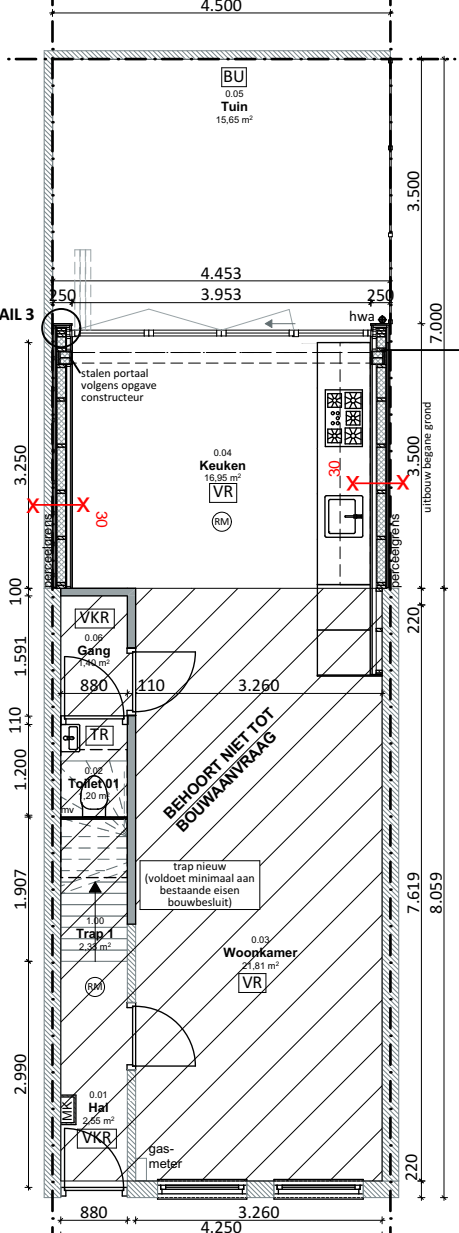 4.500
BU
0.05
Tuin
15,65 m²
3.500
7.000
4.453
250
3.953
250
AIL 3
hwa
stalen portaal
volgens opgave
constructeur
0.04
Keuken
16,95 m²
VR
RM
3.250
30
30
3.500
uitbouw begane grond
perceelgrens
perceelgrens
100
VKR
0.06
Gang
1,40 m²
1.591
220
880
110
3.260
110
TR
0.02
Toilet 01
1,20 m²
mv
1.200
BEHOORT NIET TOT
BOUWAANVRAAG
trap nieuw
(voldoet minimaal aan
bestaande eisen
bouwbesluit)
1.907
1.00
Trap 1
2,33 m²
RM
7.619
8.059
0.03
Woonkamer
21,81 m²
VR
2.990
MK
0.01
Hal
2,55 m²
VKR
gas-
meter
220
880
3.260
4.250